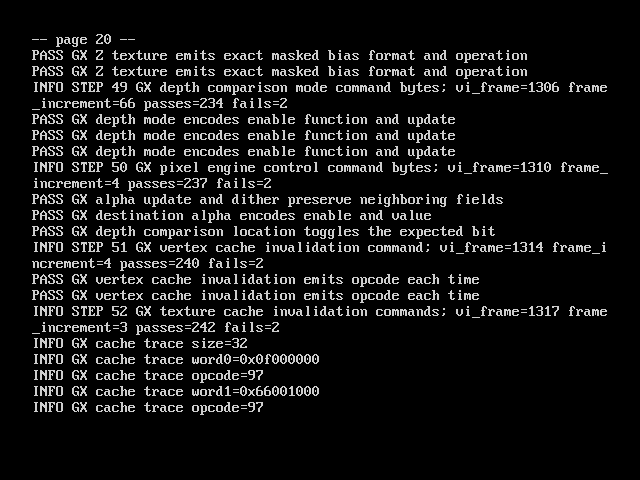 -- page 20 --
PASS GX Z texture emits exact masked bias format and operation
PASS GX Z texture emits exact masked bias format and operation
INFO STEP 49 GX depth comparison mode command bytes; vi_frame=1306 frame
_increment=66 passes=234 fails=2
PASS GX depth mode encodes enable function and update
PASS GX depth mode encodes enable function and update
PASS GX depth mode encodes enable function and update
INFO STEP 50 GX pixel engine control command bytes; vi_frame=1310 frame_
increment=4 passes=237 fails=2
PASS GX alpha update and dither preserve neighboring fields
PASS GX destination alpha encodes enable and value
PASS GX depth comparison location toggles the expected bit
INFO STEP 51 GX vertex cache invalidation command; vi_frame=1314 frame_i
ncrement=4 passes=240 fails=2
PASS GX vertex cache invalidation emits opcode each time
PASS GX vertex cache invalidation emits opcode each time
INFO STEP 52 GX texture cache invalidation commands; vi_frame=1317 frame
_increment=3 passes=242 fails=2
INFO GX cache trace size=32
INFO GX cache trace word0=0x0f000000
INFO GX cache trace opcode=97
INFO GX cache trace word1=0x66001000
INFO GX cache trace opcode=97